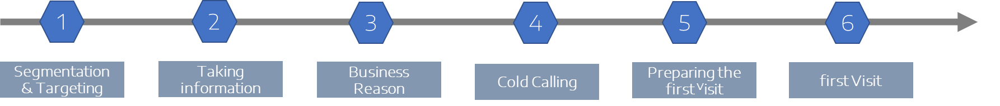 1
2
3
4
5
6
Segmentation
& Targeting
Taking
information
Business
Reason
Cold Calling
Preparing the
first Visit
first Visit